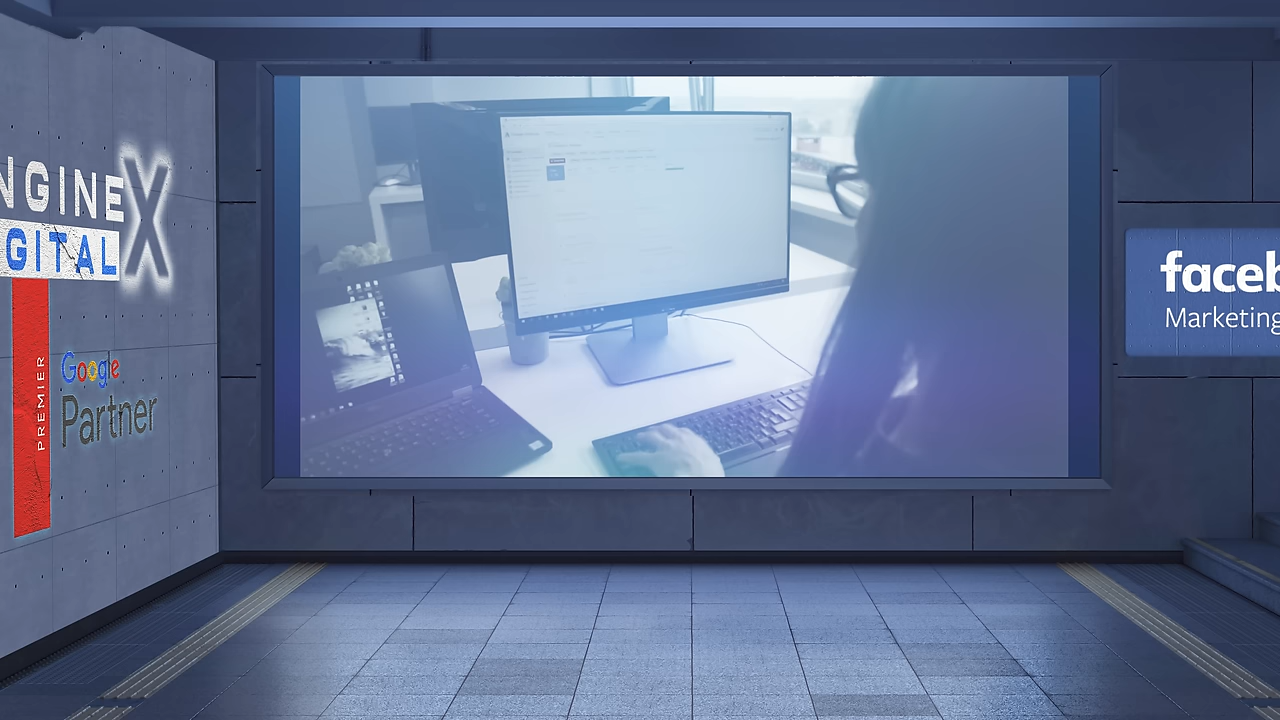 NGINE X
GITAL
PREMIER
Google
Partner
faceb
Marketing